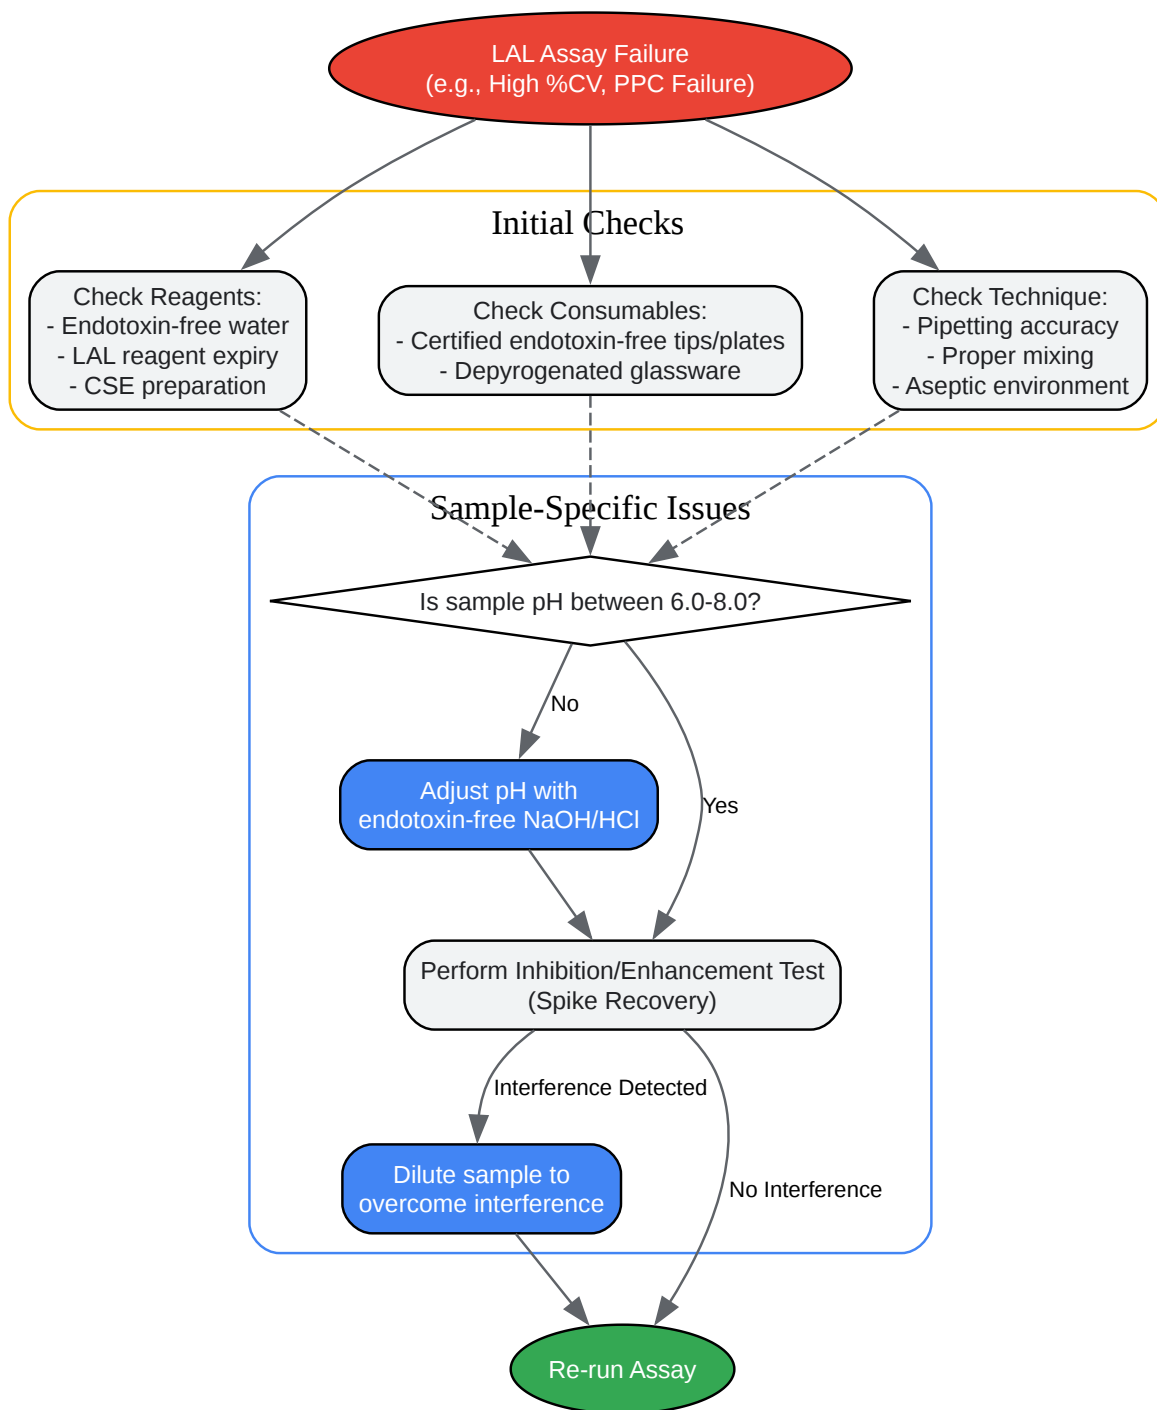 LAL Assay Failure
(e.g., High %CV, PPC Failure)
Initial Checks
Check Reagents:
- Endotoxin-free water
- LAL reagent expiry
- CSE preparation
Check Consumables:
- Certified endotoxin-free tips/plates
- Depyrogenated glassware
Check Technique:
- Pipetting accuracy
- Proper mixing
- Aseptic environment
Sample-Specific Issues
Is sample pH between 6.0-8.0?
No
Yes
Adjust pH with
endotoxin-free NaOH/HCl
Perform Inhibition/Enhancement Test
(Spike Recovery)
Interference Detected
No Interference
Dilute sample to
overcome interference
Re-run Assay